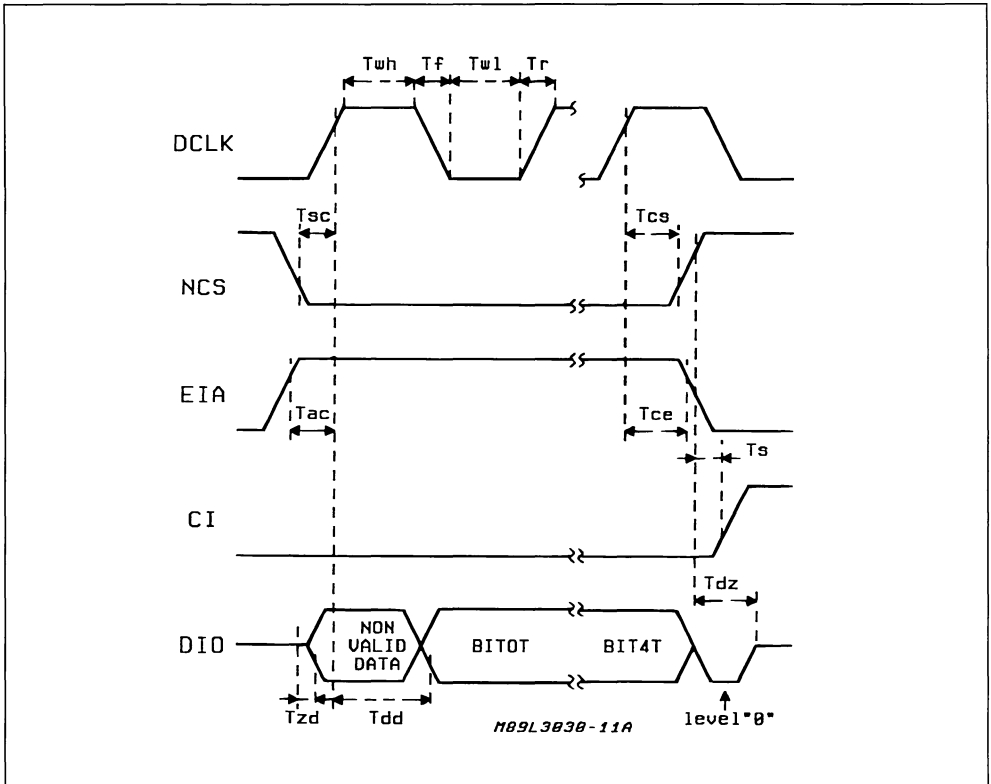 Twh Tf Twl Tr
DCLK
Tsc Tcs
NCS
EIA
Tac Tce
Ts
CI
Tdz
DIO
NON
VALID
DATA
BIT0T BIT4T
Tzd Tdd
level"0"
M89L3030-11A